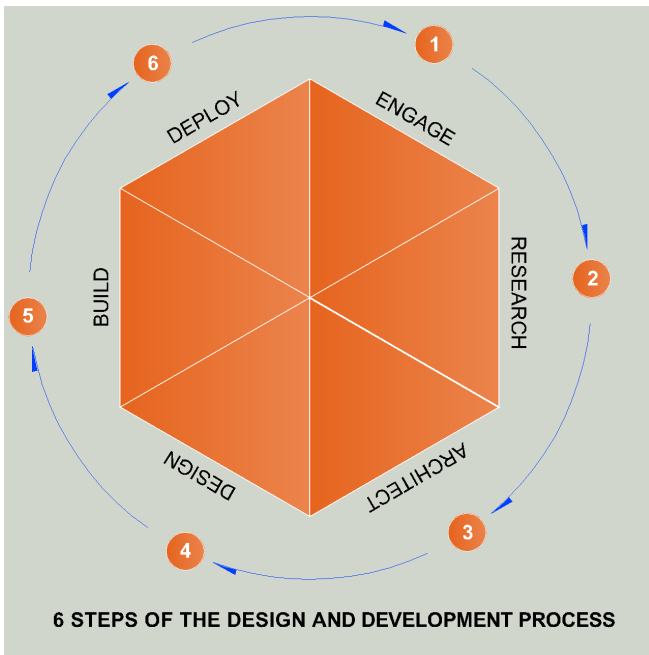 1
ENGAGE
2
RESEARCH
3
ARCHITECT
4
DESIGN
5
BUILD
6
DEPLOY
6 STEPS OF THE DESIGN AND DEVELOPMENT PROCESS